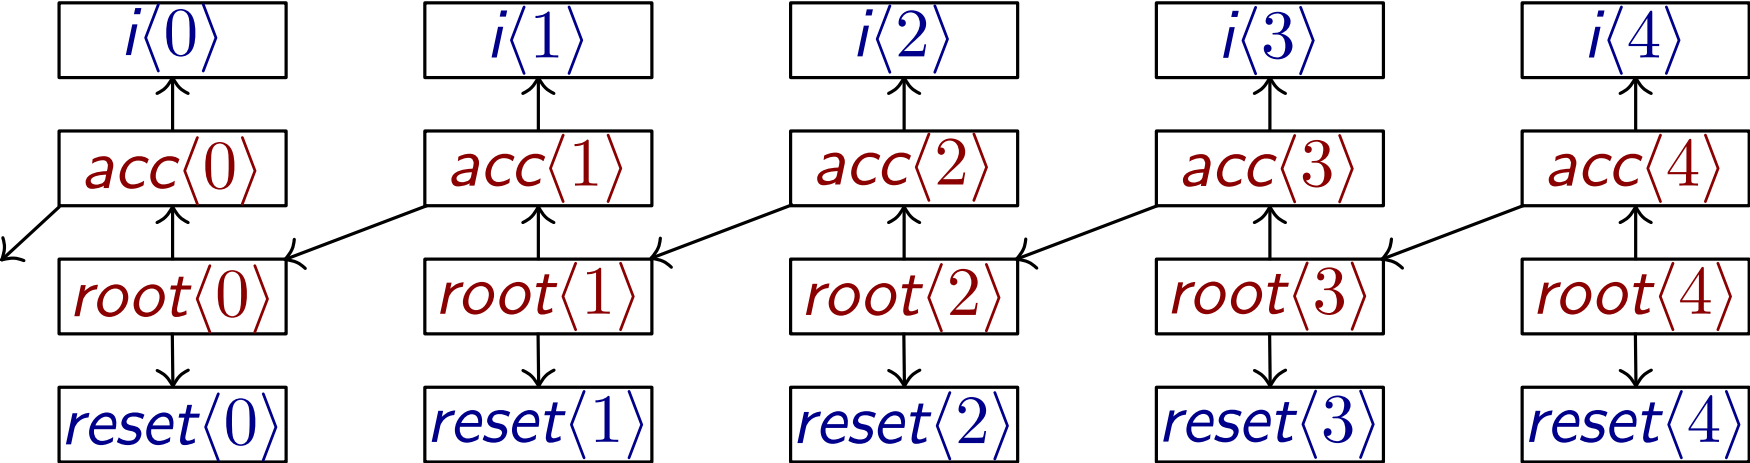 i⟨0⟩ i⟨1⟩ i⟨2⟩ i⟨3⟩ i⟨4⟩
acc⟨0⟩ acc⟨1⟩ acc⟨2⟩ acc⟨3⟩ acc⟨4⟩
root⟨0⟩ root⟨1⟩ root⟨2⟩ root⟨3⟩ root⟨4⟩
reset⟨0⟩ reset⟨1⟩ reset⟨2⟩ reset⟨3⟩ reset⟨4⟩